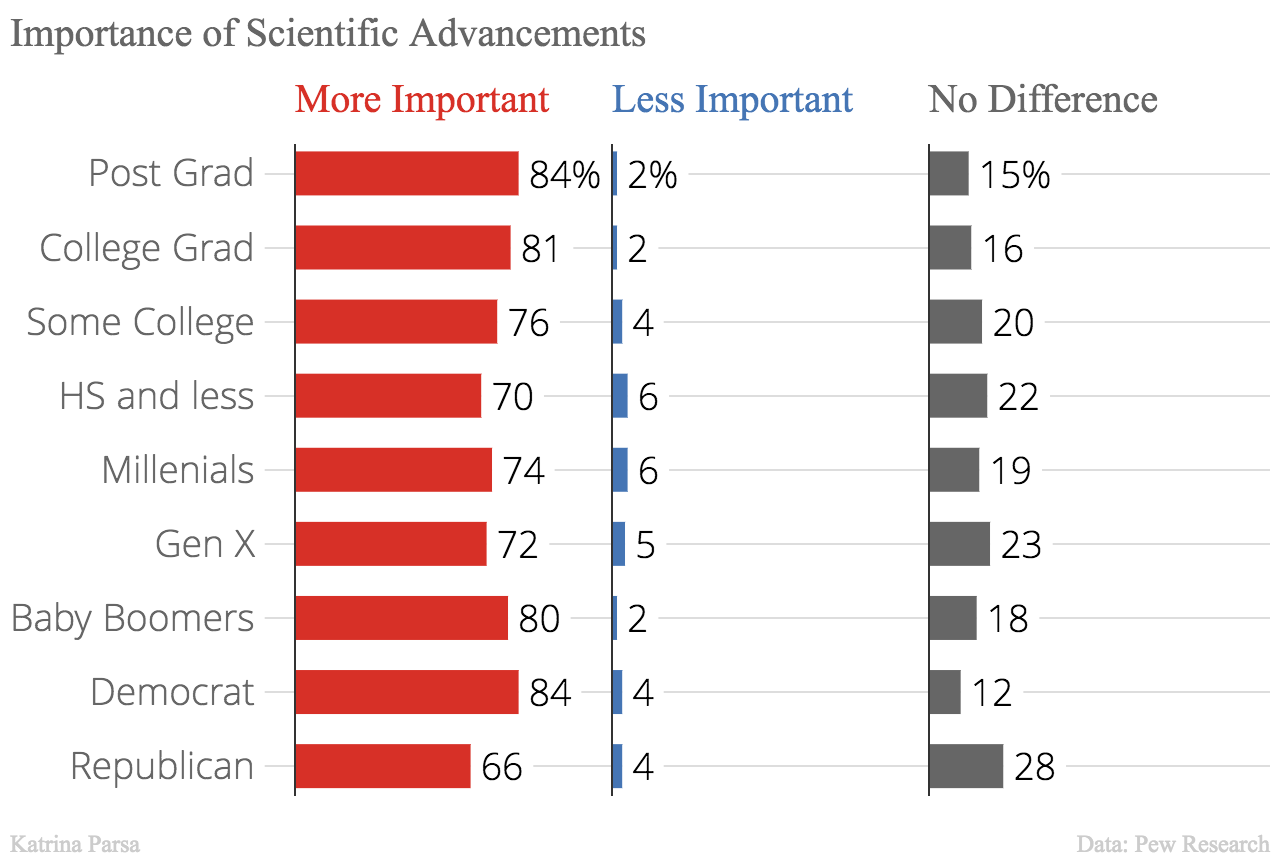 Importance of Scientific Advancements
More Important Less Important No Difference
Post Grad 84% 2% 15%
College Grad 81 2 16
Some College 76 4 20
HS and less 70 6 22
Millenials 74 6 19
Gen X 72 5 23
Baby Boomers 80 2 18
Democrat 84 4 12
Republican 66 4 28
Katrina Parsa Data: Pew Research